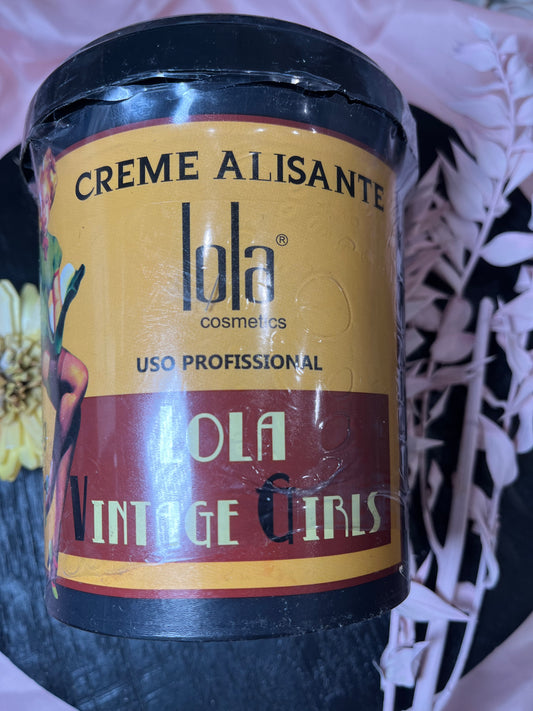 CREME ALISANTE
lola®
cosmetics
USO PROFISSIONAL
LOLA
VINTAGE GIRLS